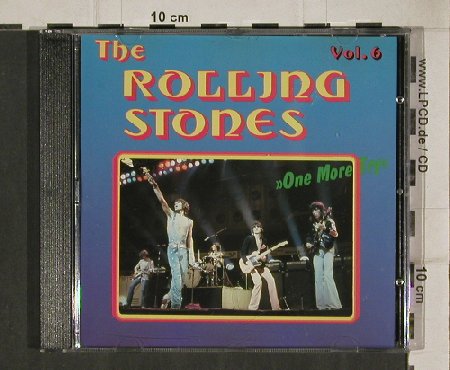 10 cm
The
Vol. 6
ROLLING
STONES
»One More
www.LPCD.de / CD
10 cm